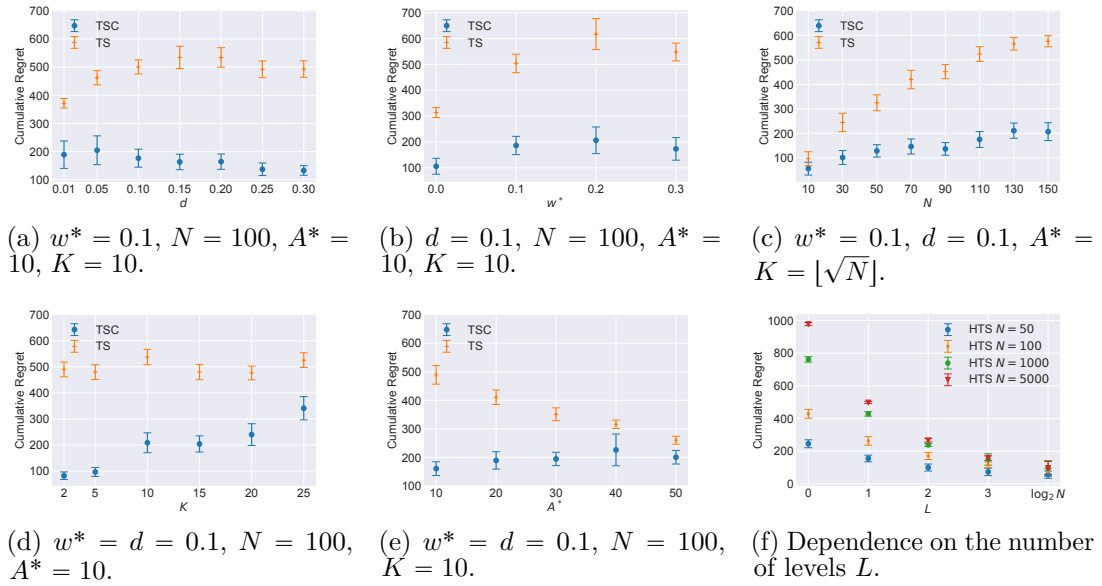 700
600
500
400
300
200
100
Cumulative Regret
TSC
TS
0.01 0.05 0.10 0.15 0.20 0.25 0.30
d
(a) w* = 0.1, N = 100, A* =
10, K = 10.
700
600
500
400
300
200
100
Cumulative Regret
TSC
TS
0.0 0.1 0.2 0.3
w*
(b) d = 0.1, N = 100, A* =
10, K = 10.
700
600
500
400
300
200
100
0
Cumulative Regret
TSC
TS
10 30 50 70 90 110 130 150
N
(c) w* = 0.1, d = 0.1, A* =
K = ⌊√N⌋.
700
600
500
400
300
200
100
Cumulative Regret
TSC
TS
2 5 10 15 20 25
K
(d) w* = d = 0.1, N = 100,
A* = 10.
700
600
500
400
300
200
100
Cumulative Regret
TSC
TS
10 20 30 40 50
A*
(e) w* = d = 0.1, N = 100,
K = 10.
1000
800
600
400
200
0
Cumulative Regret
HTS N = 50
HTS N = 100
HTS N = 1000
HTS N = 5000
0 1 2 3 log₂ N
L
(f) Dependence on the number
of levels L.